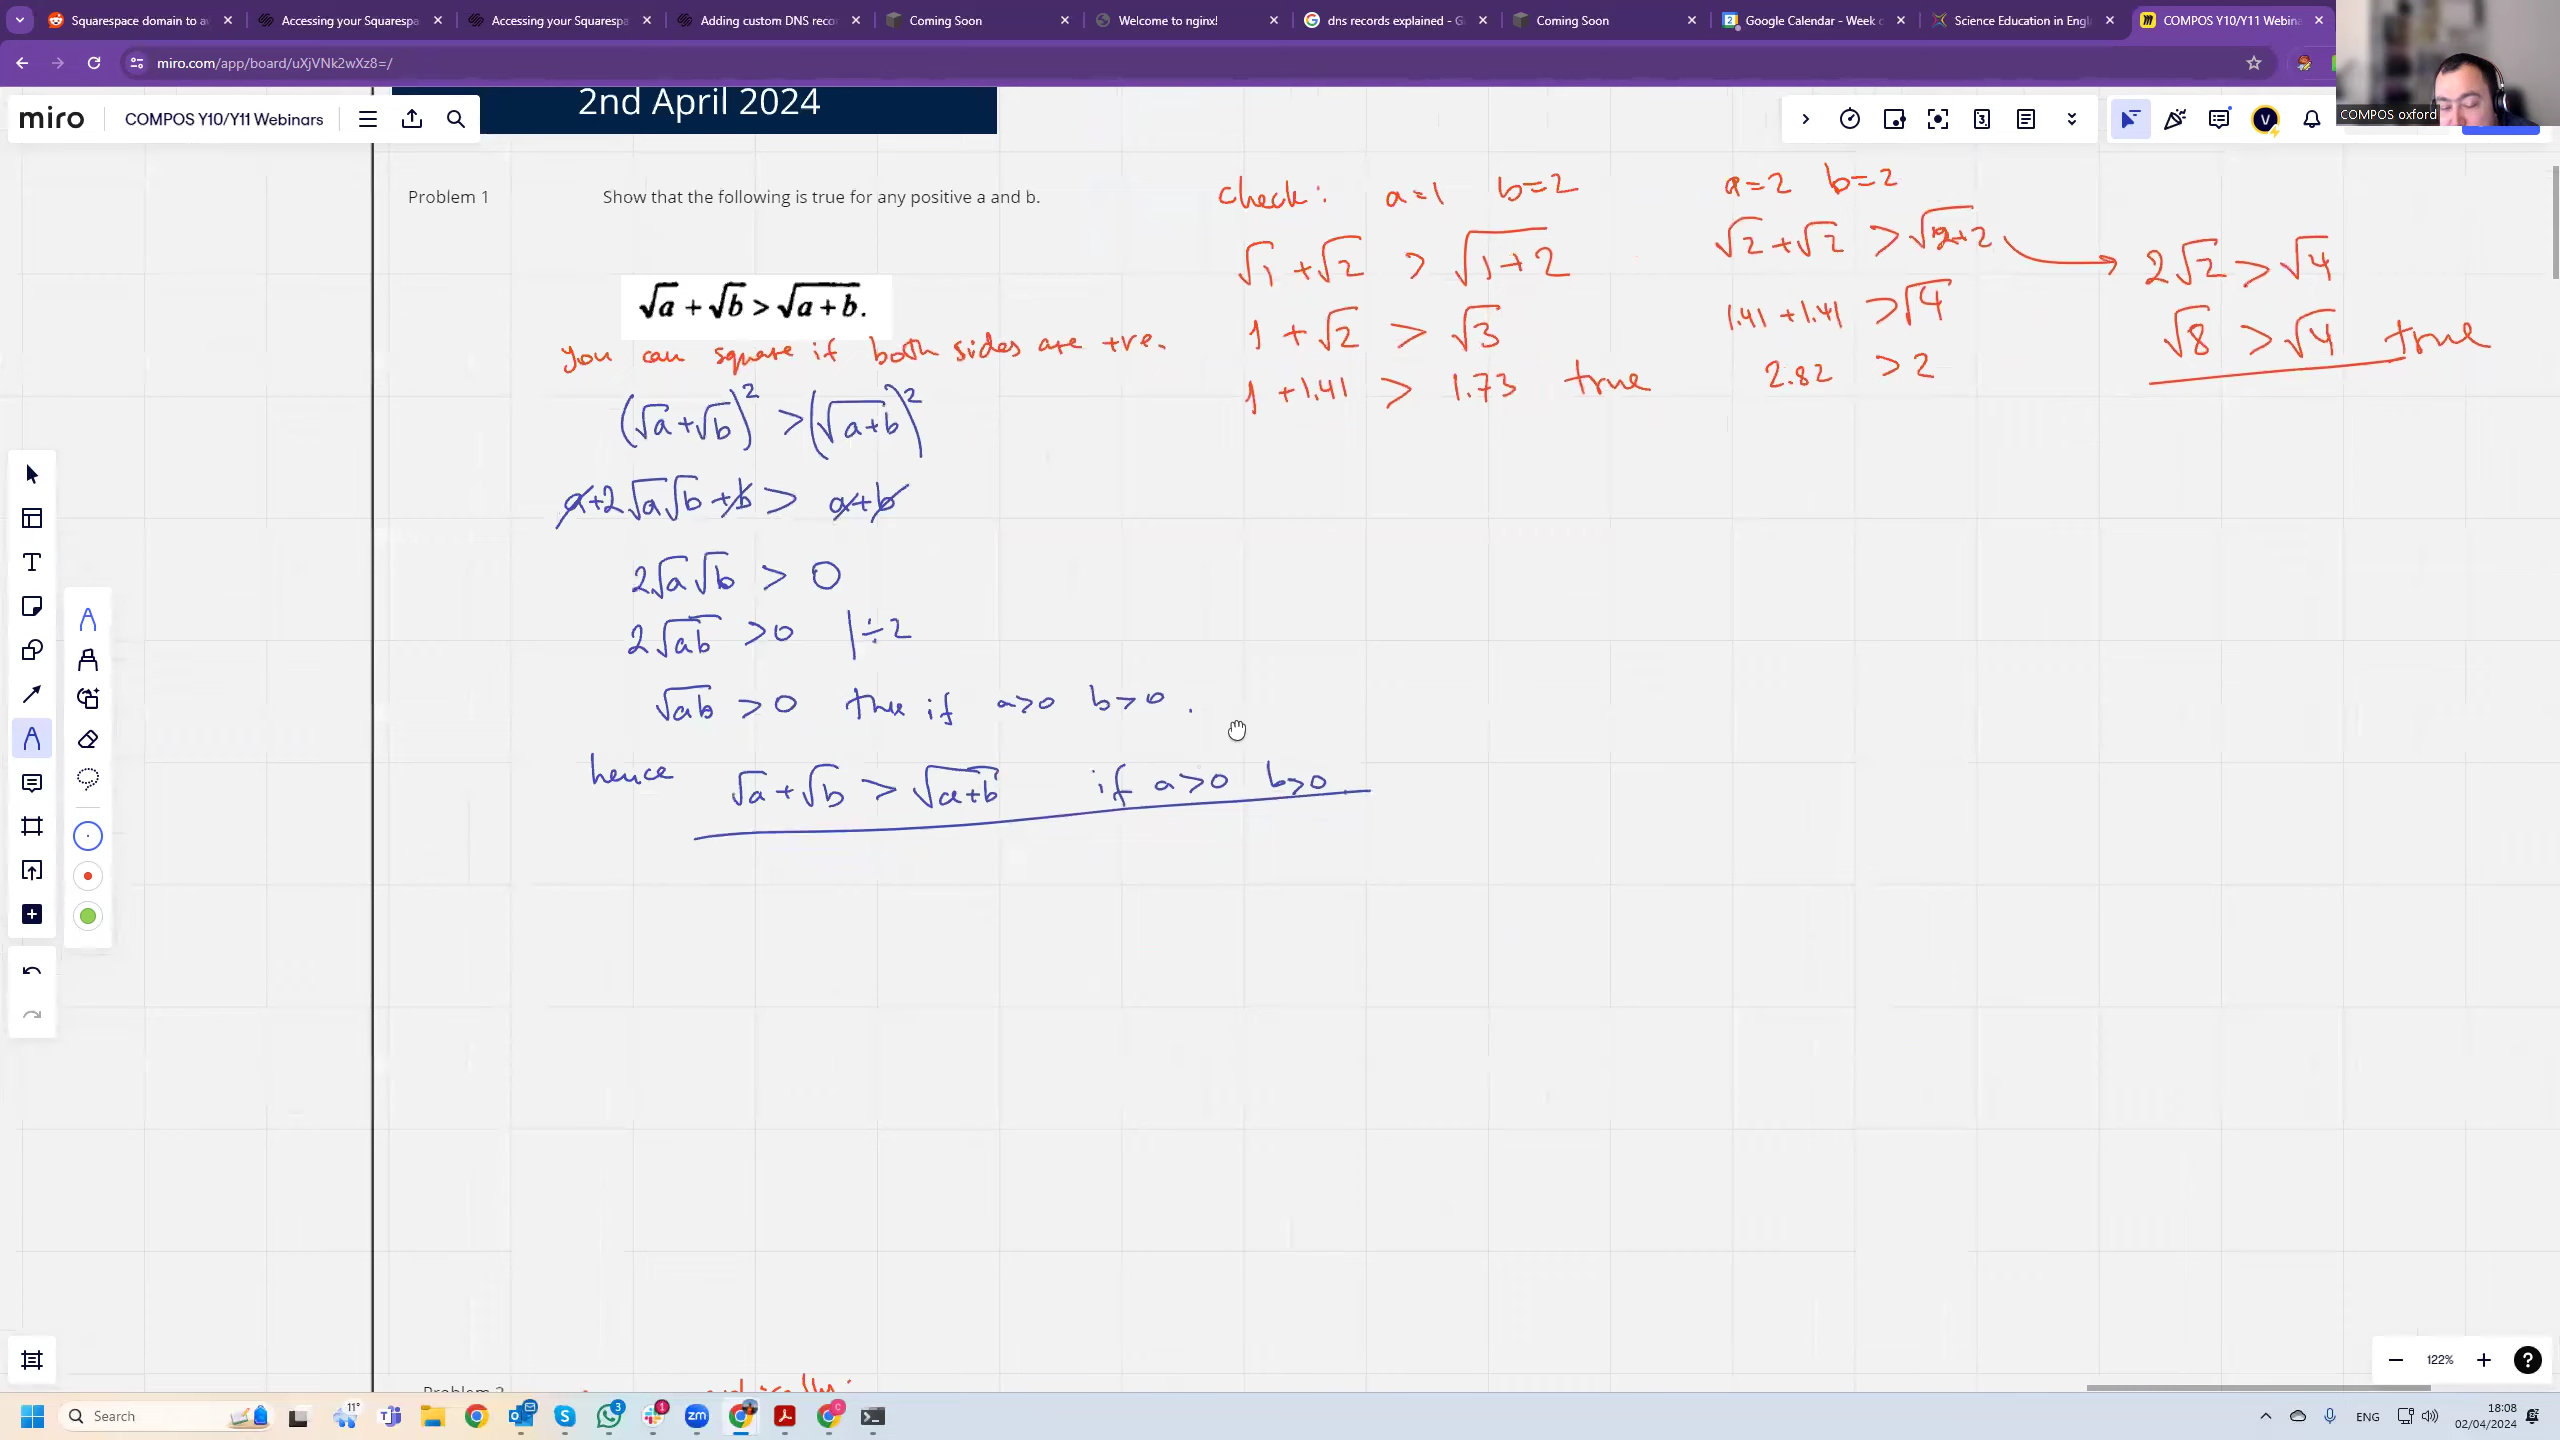 Squarespace domain to a
Accessing your Squarespa
Accessing your Squarespa
Adding custom DNS reco
Coming Soon
Welcome to nginx!
dns records explained - G
Coming Soon
Google Calendar - Week o
Science Education in Engl
COMPOS Y10/Y11 Webina
miro.com/app/board/uXjVNk2wXz8=/
COMPOS oxford
miro
COMPOS Y10/Y11 Webinars
2nd April 2024
V
Problem 1
Show that the following is true for any positive a and b.
√a + √b > √(a + b).
you can square if both sides are +ve.
(√a + √b)² > (√(a+b))²
a+2√a√b+b > a+b
2√a√b > 0
2√ab > 0 | ÷2
√ab > 0 true if a>0 b>0.
hence √a + √b > √(a+b) if a>0 b>0.
check: a=1 b=2
√1 + √2 > √(1+2)
1 + √2 > √3
1 + 1.41 > 1.73 true
a=2 b=2
√2 + √2 > √(2+2)
1.41 + 1.41 > √4
2.82 > 2
2√2 > √4
√8 > √4 true
122%
Search
11°
3
1
ENG
18:08
02/04/2024